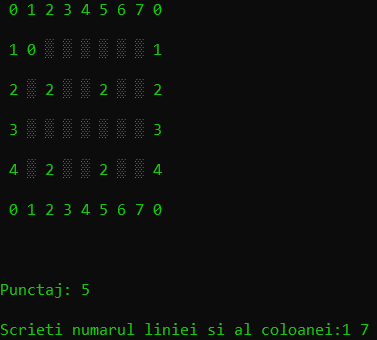 0 1 2 3 4 5 6 7 0
1 0 ░ ░ ░ ░ ░ ░ 1
2 ░ 2 ░ ░ 2 ░ ░ 2
3 ░ ░ ░ ░ ░ ░ ░ 3
4 ░ 2 ░ ░ 2 ░ ░ 4
0 1 2 3 4 5 6 7 0
Punctaj: 5
Scrieti numarul liniei si al coloanei:1 7